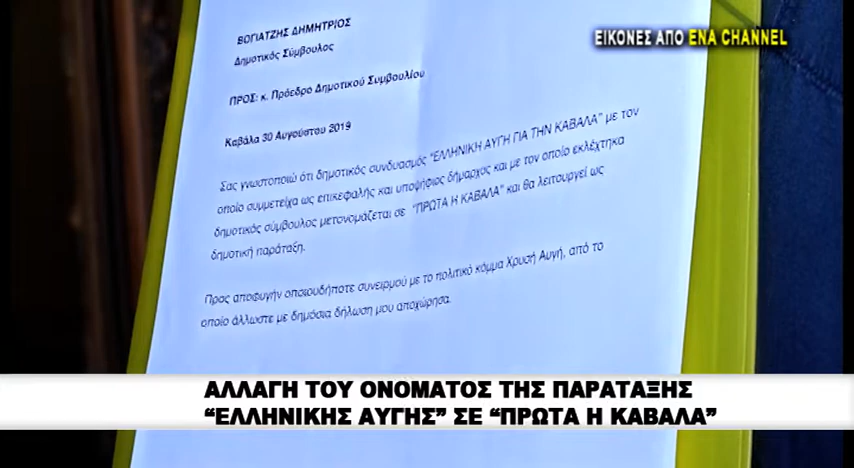 ΕΙΚΟΝΕΣ ΑΠΟ ΕΝΑ CHANNEL
ΒΟΓΙΑΤΖΗΣ ΔΗΜΗΤΡΙΟΣ
Δημοτικός Σύμβουλος
ΠΡΟΣ: κ. Πρόεδρο Δημοτικού Συμβουλίου
Καβάλα 30 Αυγούστου 2019
Σας γνωστοποιώ ότι δημοτικός συνδυασμός “ΕΛΛΗΝΙΚΗ ΑΥΓΗ ΓΙΑ ΤΗΝ ΚΑΒΑΛΑ” με τον
οποίο συμμετείχα ως επικεφαλής και υποψήφιος δήμαρχος και με τον οποίο εκλέχτηκα
δημοτικός σύμβουλος μετονομάζεται σε “ΠΡΩΤΑ Η ΚΑΒΑΛΑ” και θα λειτουργεί ως
δημοτική παράταξη.
Προς αποφυγήν οποιουδήποτε συνειρμού με το πολιτικό κόμμα Χρυσή Αυγή, από το
οποίο άλλωστε με δημόσια δήλωση μου αποχώρησα.
ΑΛΛΑΓΗ ΤΟΥ ΟΝΟΜΑΤΟΣ ΤΗΣ ΠΑΡΑΤΑΞΗΣ
“ΕΛΛΗΝΙΚΗΣ ΑΥΓΗΣ” ΣΕ “ΠΡΩΤΑ Η ΚΑΒΑΛΑ”